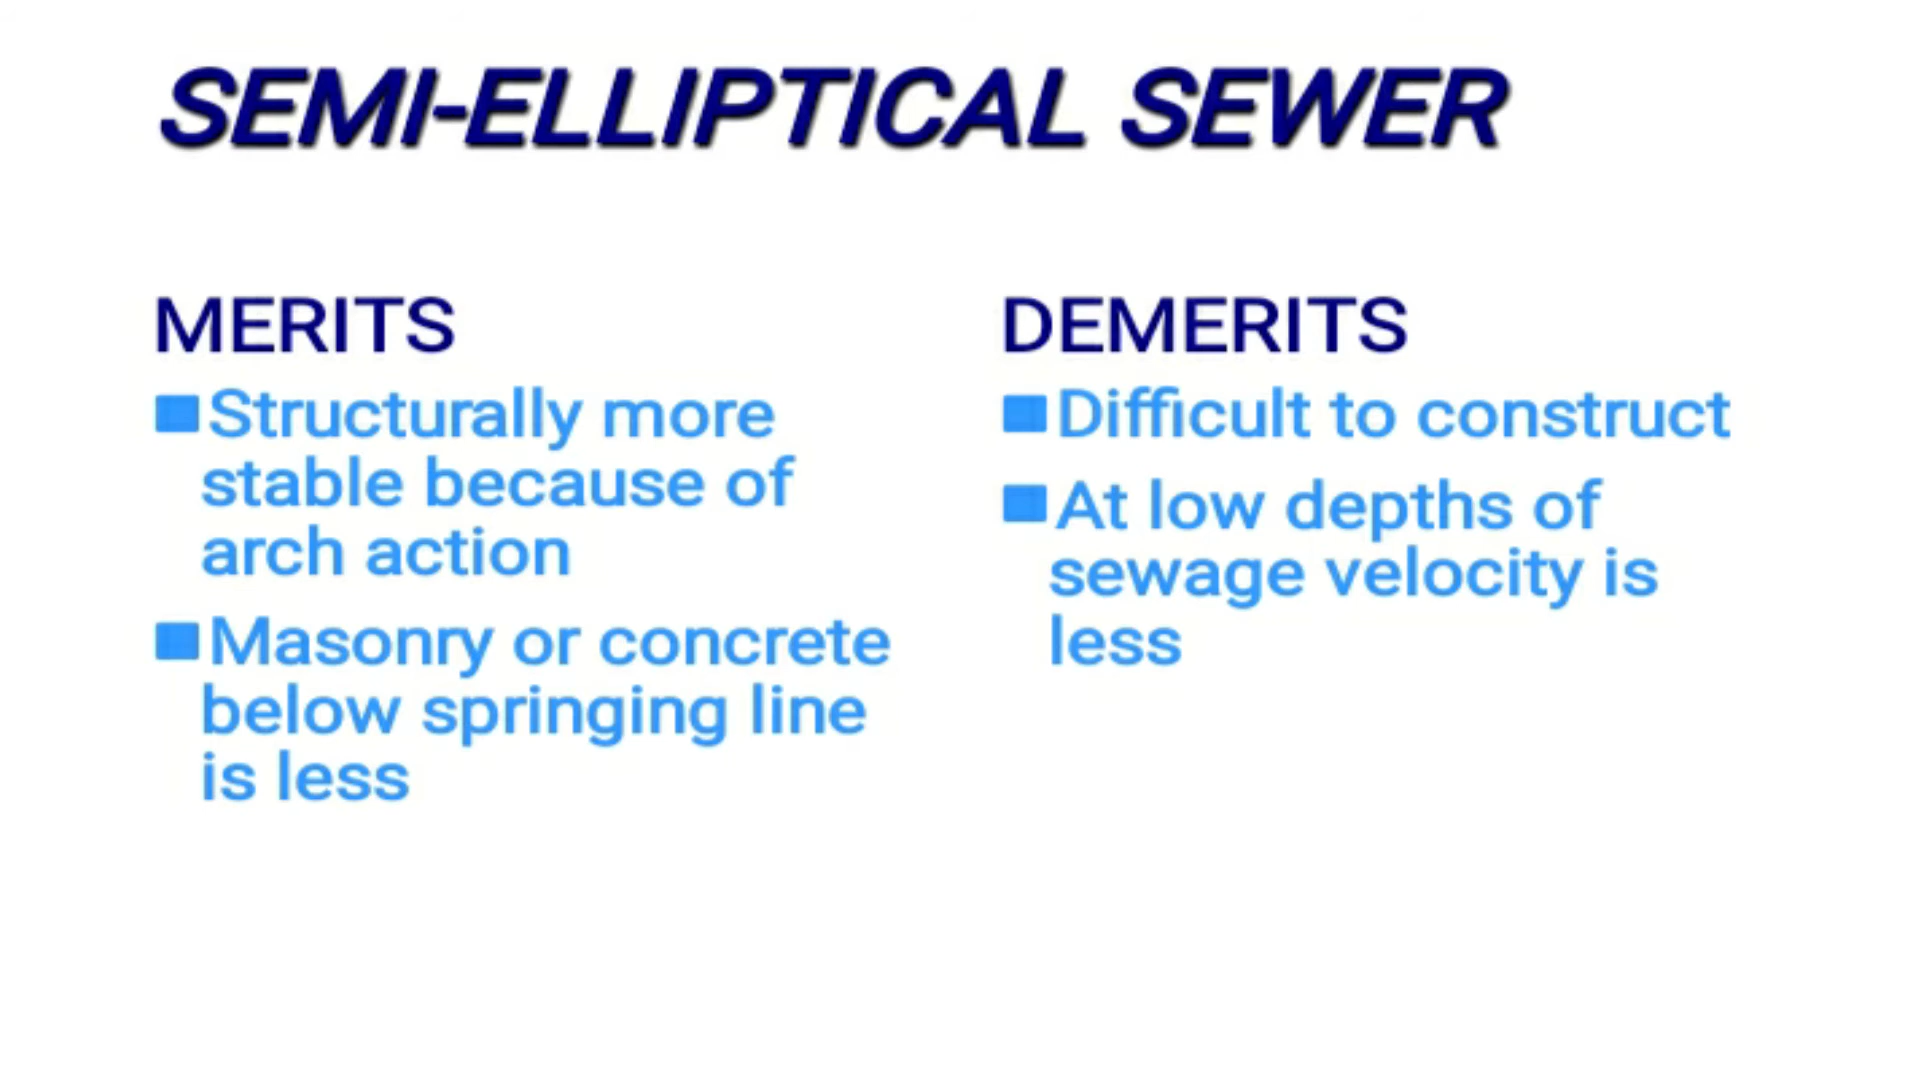 SEMI-ELLIPTICAL SEWER
MERITS
Structurally more
stable because of
arch action
Masonry or concrete
below springing line
is less
DEMERITS
Difficult to construct
At low depths of
sewage velocity is
less